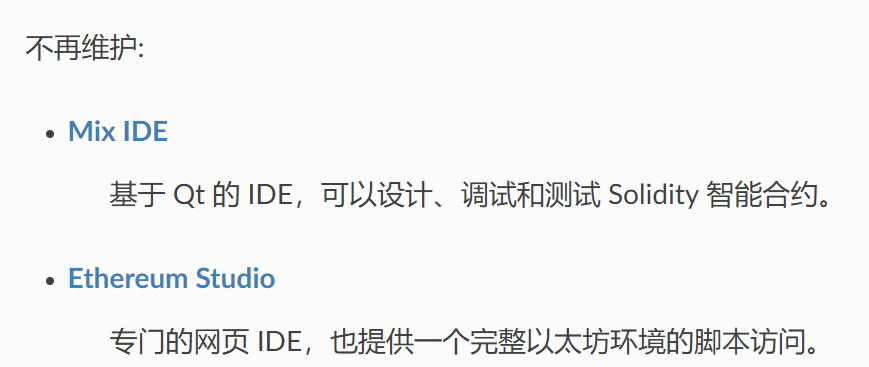 不再维护:
• Mix IDE
基于 Qt 的 IDE，可以设计、调试和测试 Solidity 智能合约。
• Ethereum Studio
专门的网页 IDE，也提供一个完整以太坊环境的脚本访问。